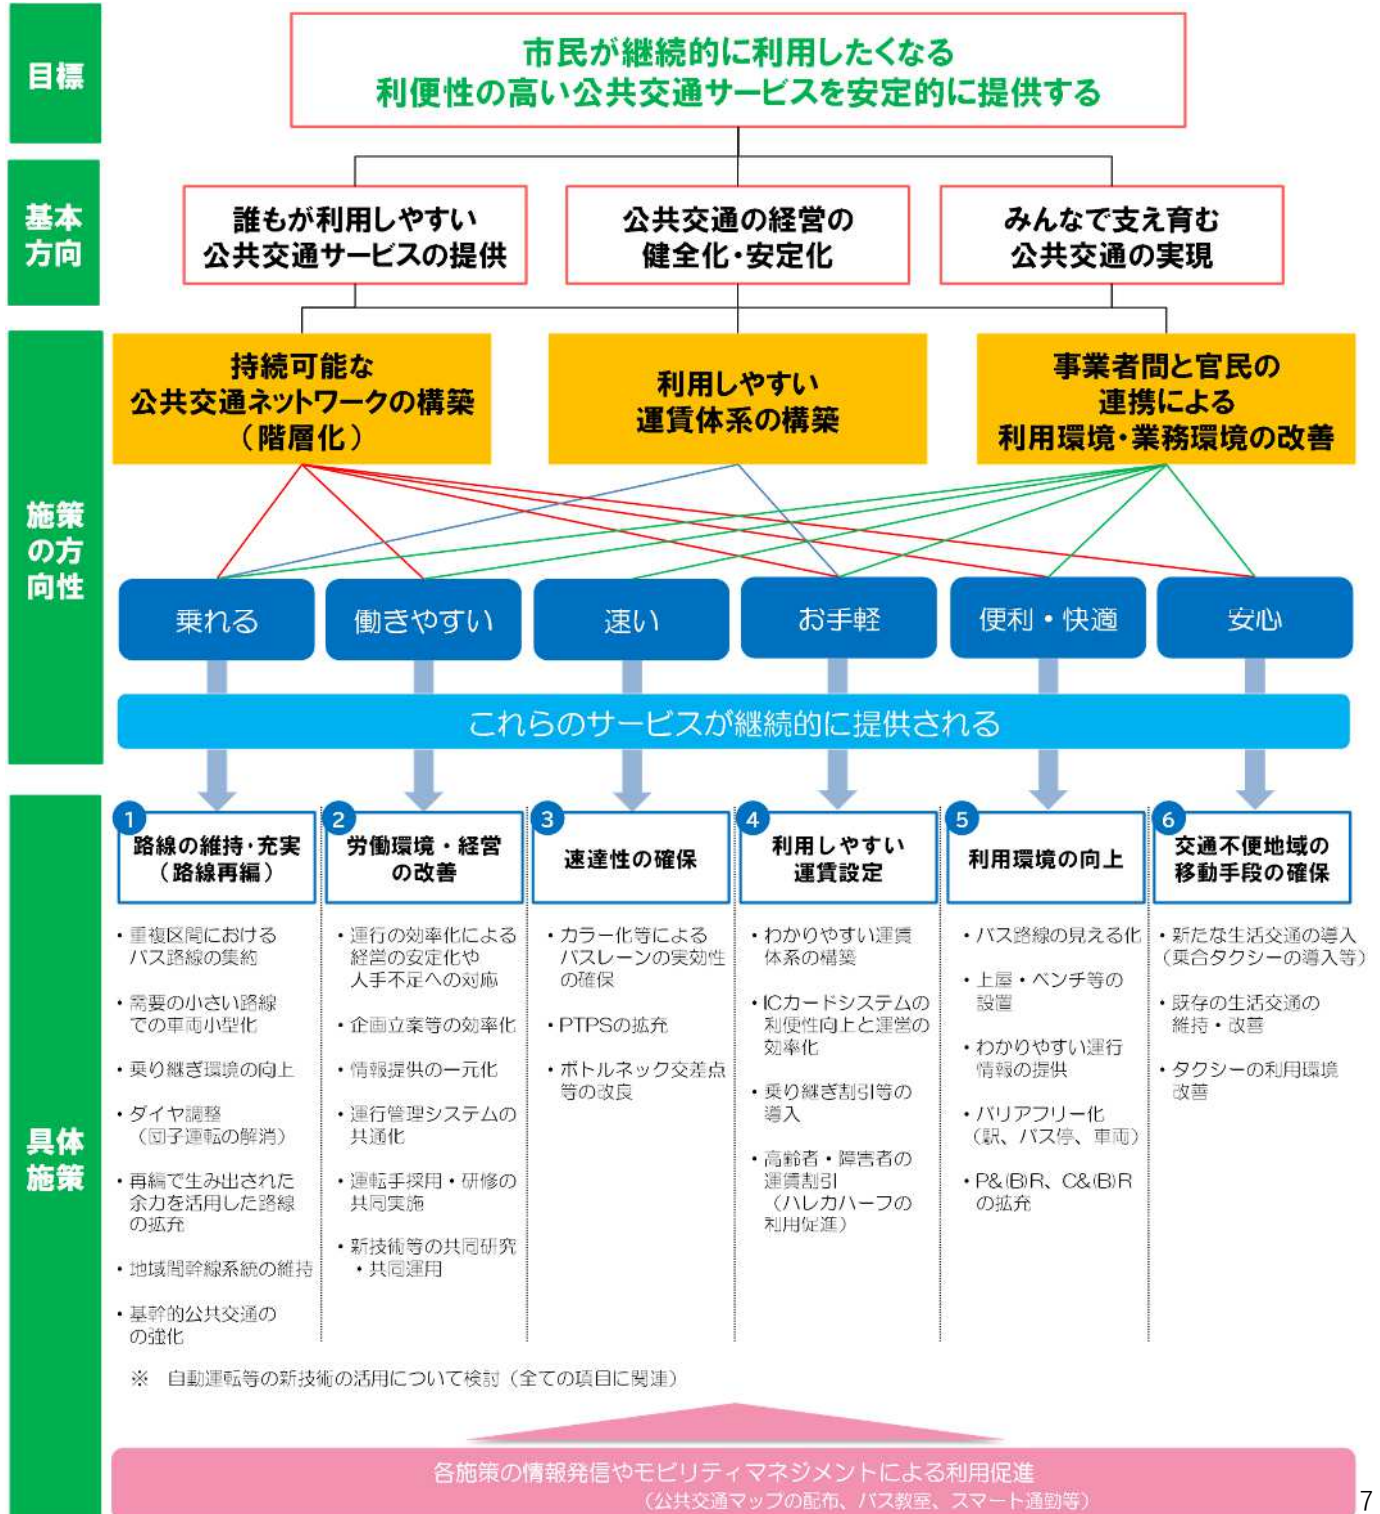 目標
市民が継続的に利用したくなる
利便性の高い公共交通サービスを安定的に提供する
基本
方向
誰もが利用しやすい
公共交通サービスの提供
公共交通の経営の
健全化・安定化
みんなで支え育む
公共交通の実現
施策
の方
向性
持続可能な
公共交通ネットワークの構築
（階層化）
利用しやすい
運賃体系の構築
事業者間と官民の
連携による
利用環境・業務環境の改善
乗れる
働きやすい
速い
お手軽
便利・快適
安心
これらのサービスが継続的に提供される
具体
施策
1
路線の維持・充実
（路線再編）
・重複区間における
バス路線の集約
・需要の小さい路線
での車両小型化
・乗り継ぎ環境の向上
・ダイヤ調整
（団子運転の解消）
・再編で生み出された
余力を活用した路線
の拡充
・地域間幹線系統の維持
・基幹的公共交通の
の強化
2
労働環境・経営
の改善
・運行の効率化による
経営の安定化や
人手不足への対応
・企画立案等の効率化
・情報提供の一元化
・運行管理システムの
共通化
・運転手採用・研修の
共同実施
・新技術等の共同研究
・共同運用
3
速達性の確保
・カラー化等による
バスレーンの実効性
の確保
・PTPSの拡充
・ボトルネック交差点
等の改良
4
利用しやすい
運賃設定
・わかりやすい運賃
体系の構築
・ICカードシステムの
利便性向上と運営の
効率化
・乗り継ぎ割引等の
導入
・高齢者・障害者の
運賃割引
（ハレカハーフの
利用促進）
5
利用環境の向上
・バス路線の見える化
・上屋・ベンチ等の
設置
・わかりやすい運行
情報の提供
・バリアフリー化
（駅、バス停、車両）
・P&(B)R、C&(B)R
の拡充
6
交通不便地域の
移動手段の確保
・新たな生活交通の導入
（乗合タクシーの導入等）
・既存の生活交通の
維持・改善
・タクシーの利用環境
改善
※　自動運転等の新技術の活用について検討（全ての項目に関連）
各施策の情報発信やモビリティマネジメントによる利用促進
（公共交通マップの配布、バス教室、スマート通勤等）
7